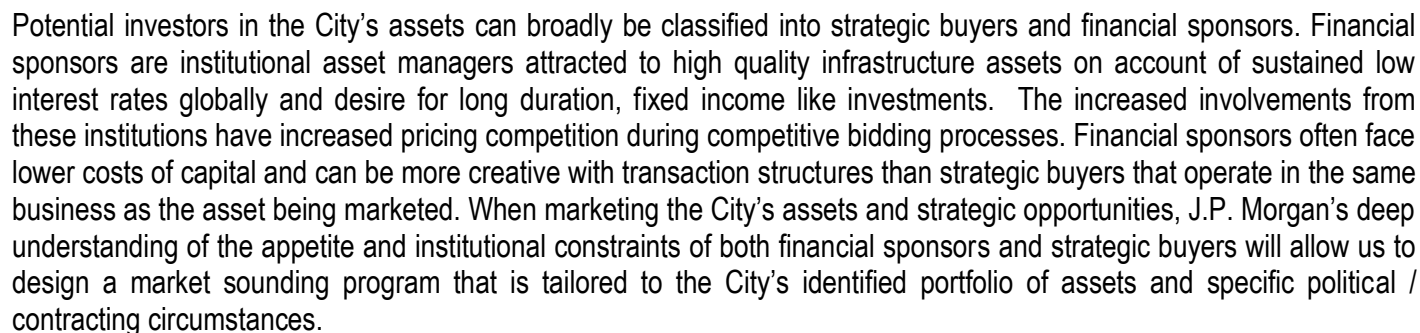 Potential investors in the City’s assets can broadly be classified into strategic buyers and financial sponsors. Financial
sponsors are institutional asset managers attracted to high quality infrastructure assets on account of sustained low
interest rates globally and desire for long duration, fixed income like investments.  The increased involvements from
these institutions have increased pricing competition during competitive bidding processes. Financial sponsors often face
lower costs of capital and can be more creative with transaction structures than strategic buyers that operate in the same
business as the asset being marketed. When marketing the City’s assets and strategic opportunities, J.P. Morgan’s deep
understanding of the appetite and institutional constraints of both financial sponsors and strategic buyers will allow us to
design a market sounding program that is tailored to the City’s identified portfolio of assets and specific political /
contracting circumstances.